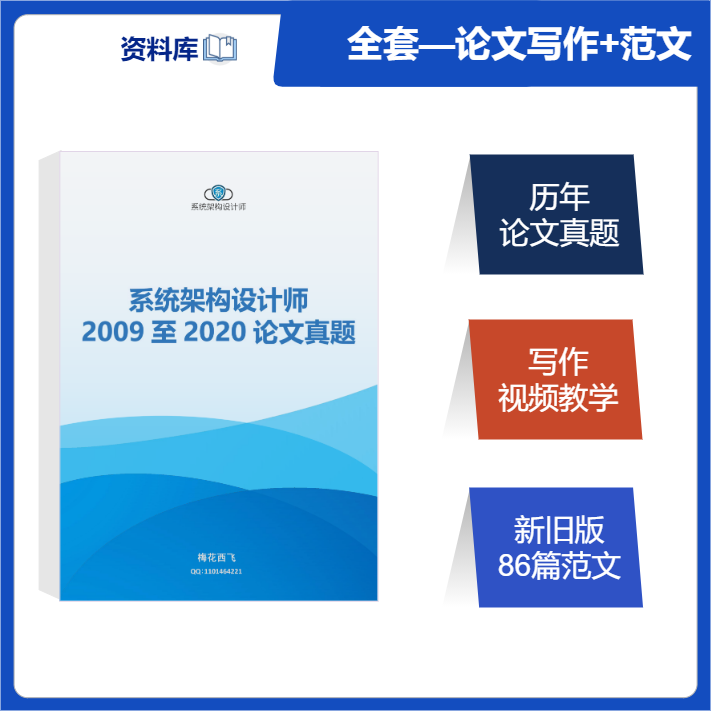 资料库
全套—论文写作+范文
系统架构设计师
系统架构设计师
2009 至 2020 论文真题
梅花西飞
QQ:1101464221
历年
论文真题
写作
视频教学
新旧版
86篇范文